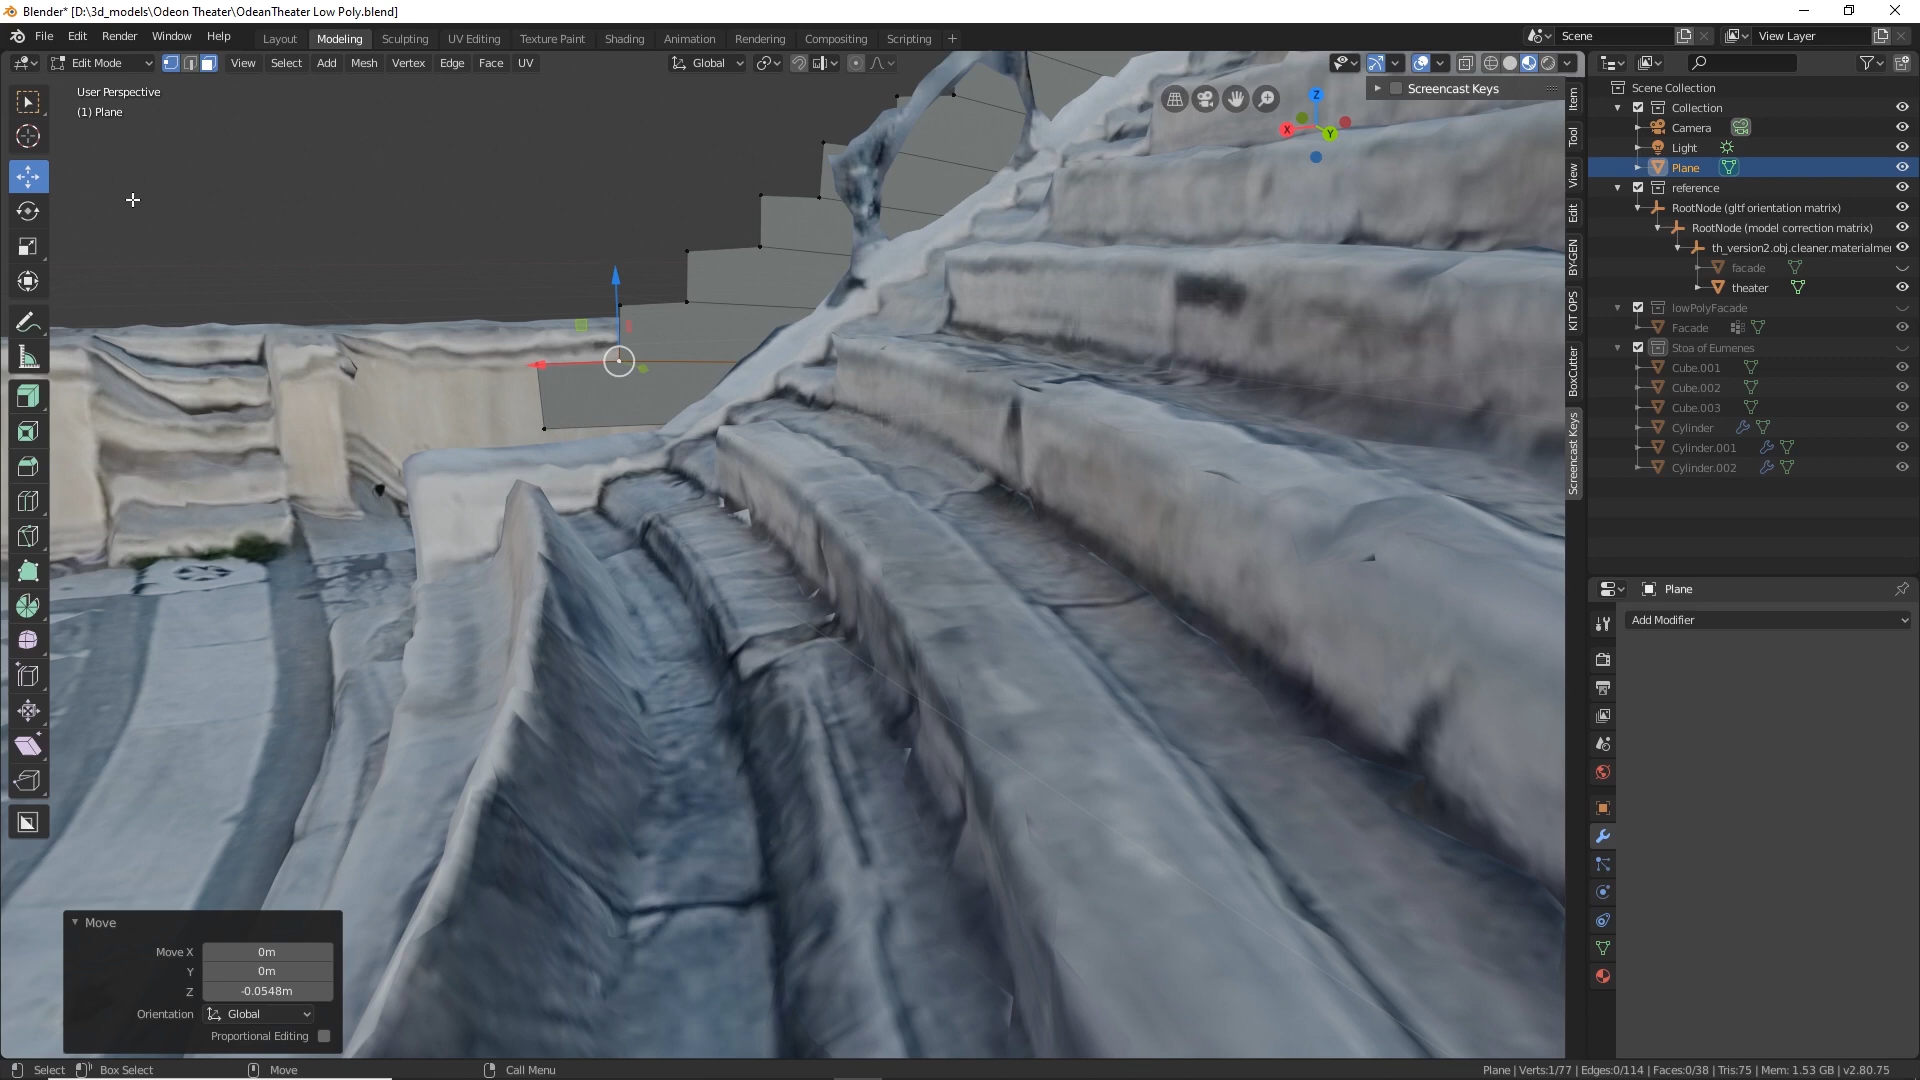 Blender* [D:\3d_models\Odeon Theater\OdeanTheater Low Poly.blend]
File Edit Render Window Help
Layout Modeling Sculpting UV Editing Texture Paint Shading Animation Rendering Compositing Scripting +
Scene
View Layer
Edit Mode
View Select Add Mesh Vertex Edge Face UV
Global
User Perspective
(1) Plane
Screencast Keys
Z
X
Y
Item
Tool
View
Edit
BY-GEN
KIT OPS
BoxCutter
Screencast Keys
Scene Collection
Collection
Camera
Light
Plane
reference
RootNode (gltf orientation matrix)
RootNode (model correction matrix)
th_version2.obj.cleaner.materialmer
facade
theater
lowPolyFacade
Facade
Stoa of Eumenes
Cube.001
Cube.002
Cube.003
Cylinder
Cylinder.001
Cylinder.002
Plane
Add Modifier
Move
Move X 0m
Y 0m
Z -0.0548m
Orientation Global
Proportional Editing
Select Box Select Move Call Menu
Plane | Verts:1/77 | Edges:0/114 | Faces:0/38 | Tris:75 | Mem: 1.53 GB | v2.80.75